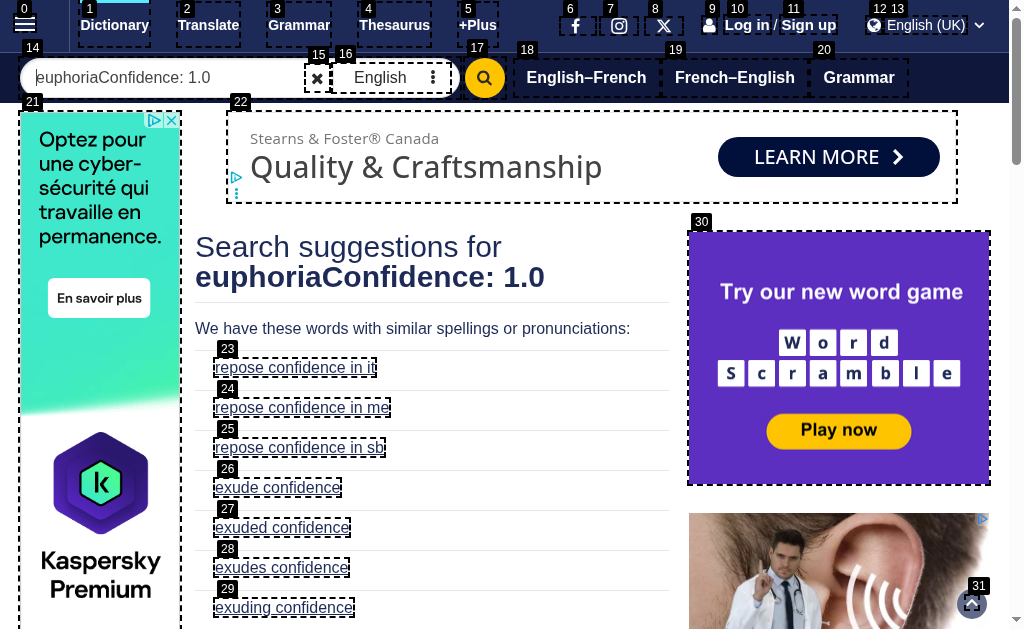 0 1 2 3 4 5 6 7 8 9 10 11 12 13
Dictionary Translate Grammar Thesaurus +Plus Log in / Sign up English (UK)
14 15 16 17 18 19 20
euphoriaConfidence: 1.0 English English–French French–English Grammar
21 22
Optez pour
une cyber-
sécurité qui
travaille en
permanence.
En savoir plus
k
Kaspersky
Premium
Stearns & Foster® Canada
Quality & Craftsmanship
LEARN MORE
Search suggestions for
euphoriaConfidence: 1.0
We have these words with similar spellings or pronunciations:
23
repose confidence in it
24
repose confidence in me
25
repose confidence in sb
26
exude confidence
27
exuded confidence
28
exudes confidence
29
exuding confidence
30
Try our new word game
W o r d
S c r a m b l e
Play now
31